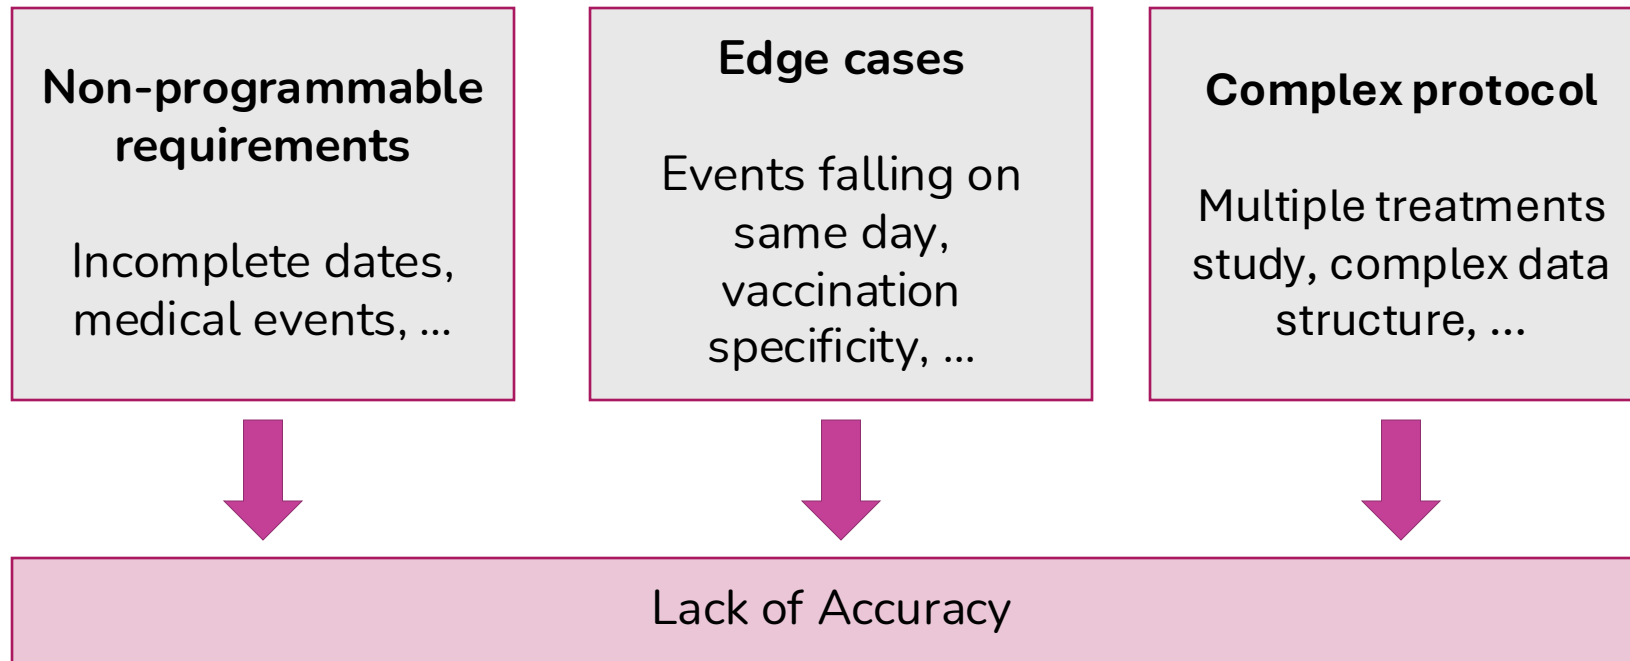 Non-programmable
requirements
Incomplete dates,
medical events, ...
Edge cases
Events falling on
same day,
vaccination
specificity, ...
Complex protocol
Multiple treatments
study, complex data
structure, ...
Lack of Accuracy